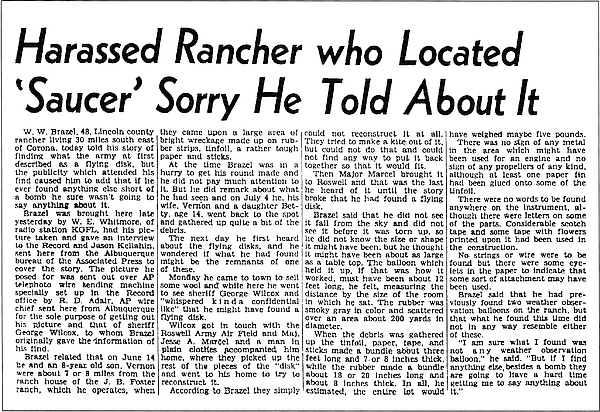 Harassed Rancher who Located
'Saucer' Sorry He Told About It
W. W. Brazel, 48, Lincoln county
rancher living 30 miles south east
of Corona, today told his story of
finding what the army at first
described as a flying disk, but
the publicity which attended his
find caused him to add that if he
ever found anything else short of
a bomb he sure wasn't going to
say anything about it.
Brazel was brought here late
yesterday by W. E. Whitmore, of
radio station KGFL, had his pic-
ture taken and gave an interview
to the Record and Jason Kellahin,
sent here from the Albuquerque
bureau of the Associated Press to
cover the story. The picture he
posed for was sent out over AP
telephoto wire sending machine
specially set up in the Record
office by R. D. Adair, AP wire
chief sent here from Albuquerque
for the sole purpose of getting out
his picture and that of sheriff
George Wilcox, to whom Brazel
originally gave the information of
his find.
Brazel related that on June 14
he and an 8-year old son, Vernon
were about 7 or 8 miles from the
ranch house of the J. B. Foster
ranch, which he operates, when
they came upon a large area of
bright wreckage made up on rub-
ber strips, tinfoil, a rather tough
paper and sticks.
At the time Brazel was in a
hurry to get his round made and
he did not pay much attention to
it. But he did remark about what
he had seen and on July 4 he, his
wife, Vernon and a daughter Bet-
ty, age 14, went back to the spot
and gathered up quite a bit of the
debris.
The next day he first heard
about the flying disks, and he
wondered if what he had found
might be the remnants of one
of these.
Monday he came to town to sell
some wool and while here he went
to see sheriff George Wilcox and
"whispered kinda confidential
like" that he might have found a
flying disk.
Wilcox got in touch with the
Roswell Army Air Field and Maj.
Jesse A. Marcel and a man in
plain clothes accompanied him
home, where they picked up the
rest of the pieces of the "disk"
and went to his home to try to
reconstruct it.
According to Brazel they simply
could not reconstruct it at all.
They tried to make a kite out of it,
but could not do that and could
not find any way to put it back
together so that it would fit.
Then Major Marcel brought it
to Roswell and that was the last
he heard of it until the story
broke that he had found a flying
disk.
Brazel said that he did not see
it fall from the sky and did not
see it before it was torn up, so
he did not know the size or shape
it might have been, but he thought
it might have been about as large
as a table top. The balloon which
held it up, if that was how it
worked, must have been about 12
feet long, he felt, measuring the
distance by the size of the room
in which he sat. The rubber was
smoky gray in color and scattered
over an area about 200 yards in
diameter.
When the debris was gathered
up the tinfoil, paper, tape, and
sticks made a bundle about three
feet long and 7 or 8 inches thick,
while the rubber made a bundle
about 18 or 20 inches long and
about 8 inches thick. In all, he
estimated, the entire lot would
have weighed maybe five pounds.
There was no sign of any metal
in the area which might have
been used for an engine and no
sign of any propellers of any kind,
although at least one paper fin
had been glued onto some of the
tinfoil.
There were no words to be found
anywhere on the instrument, al-
though there were letters on some
of the parts. Considerable scotch
tape and some tape with flowers
printed upon it had been used in
the construction.
No strings or wire were to be
found but there were some eye-
lets in the paper to indicate that
some sort of attachment may have
been used.
Brazel said that he had pre-
viously found two weather obser-
vation balloons on the ranch, but
that what he found this time did
not in any way resemble either
of these.
"I am sure what I found was
not any weather observation
balloon," he said. "But if I find
anything else besides a bomb they
are going to have a hard time
getting me to say anything about
it."